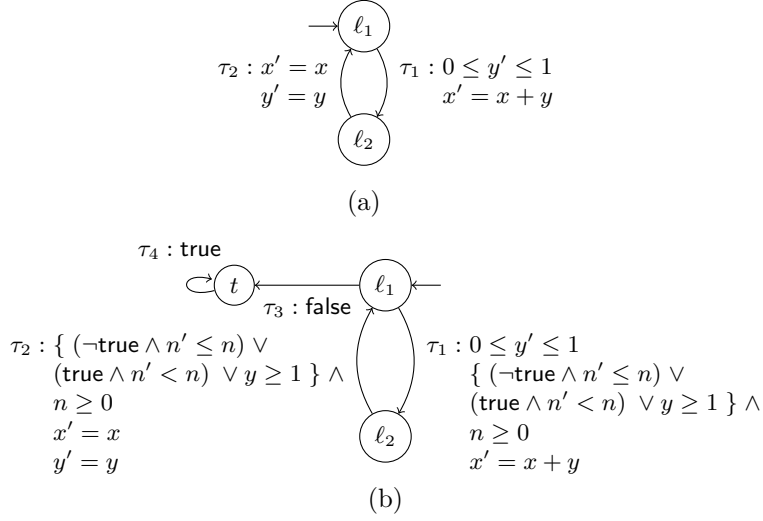 ℓ₁
τ₂ : x′ = x
y′ = y
τ₁ : 0 ≤ y′ ≤ 1
x′ = x + y
ℓ₂
(a)
τ₄ : true
t
ℓ₁
τ₃ : false
τ₂ : { (¬true ∧ n′ ≤ n) ∨
(true ∧ n′ < n) ∨ y ≥ 1 } ∧
n ≥ 0
x′ = x
y′ = y
τ₁ : 0 ≤ y′ ≤ 1
{ (¬true ∧ n′ ≤ n) ∨
(true ∧ n′ < n) ∨ y ≥ 1 } ∧
n ≥ 0
x′ = x + y
ℓ₂
(b)